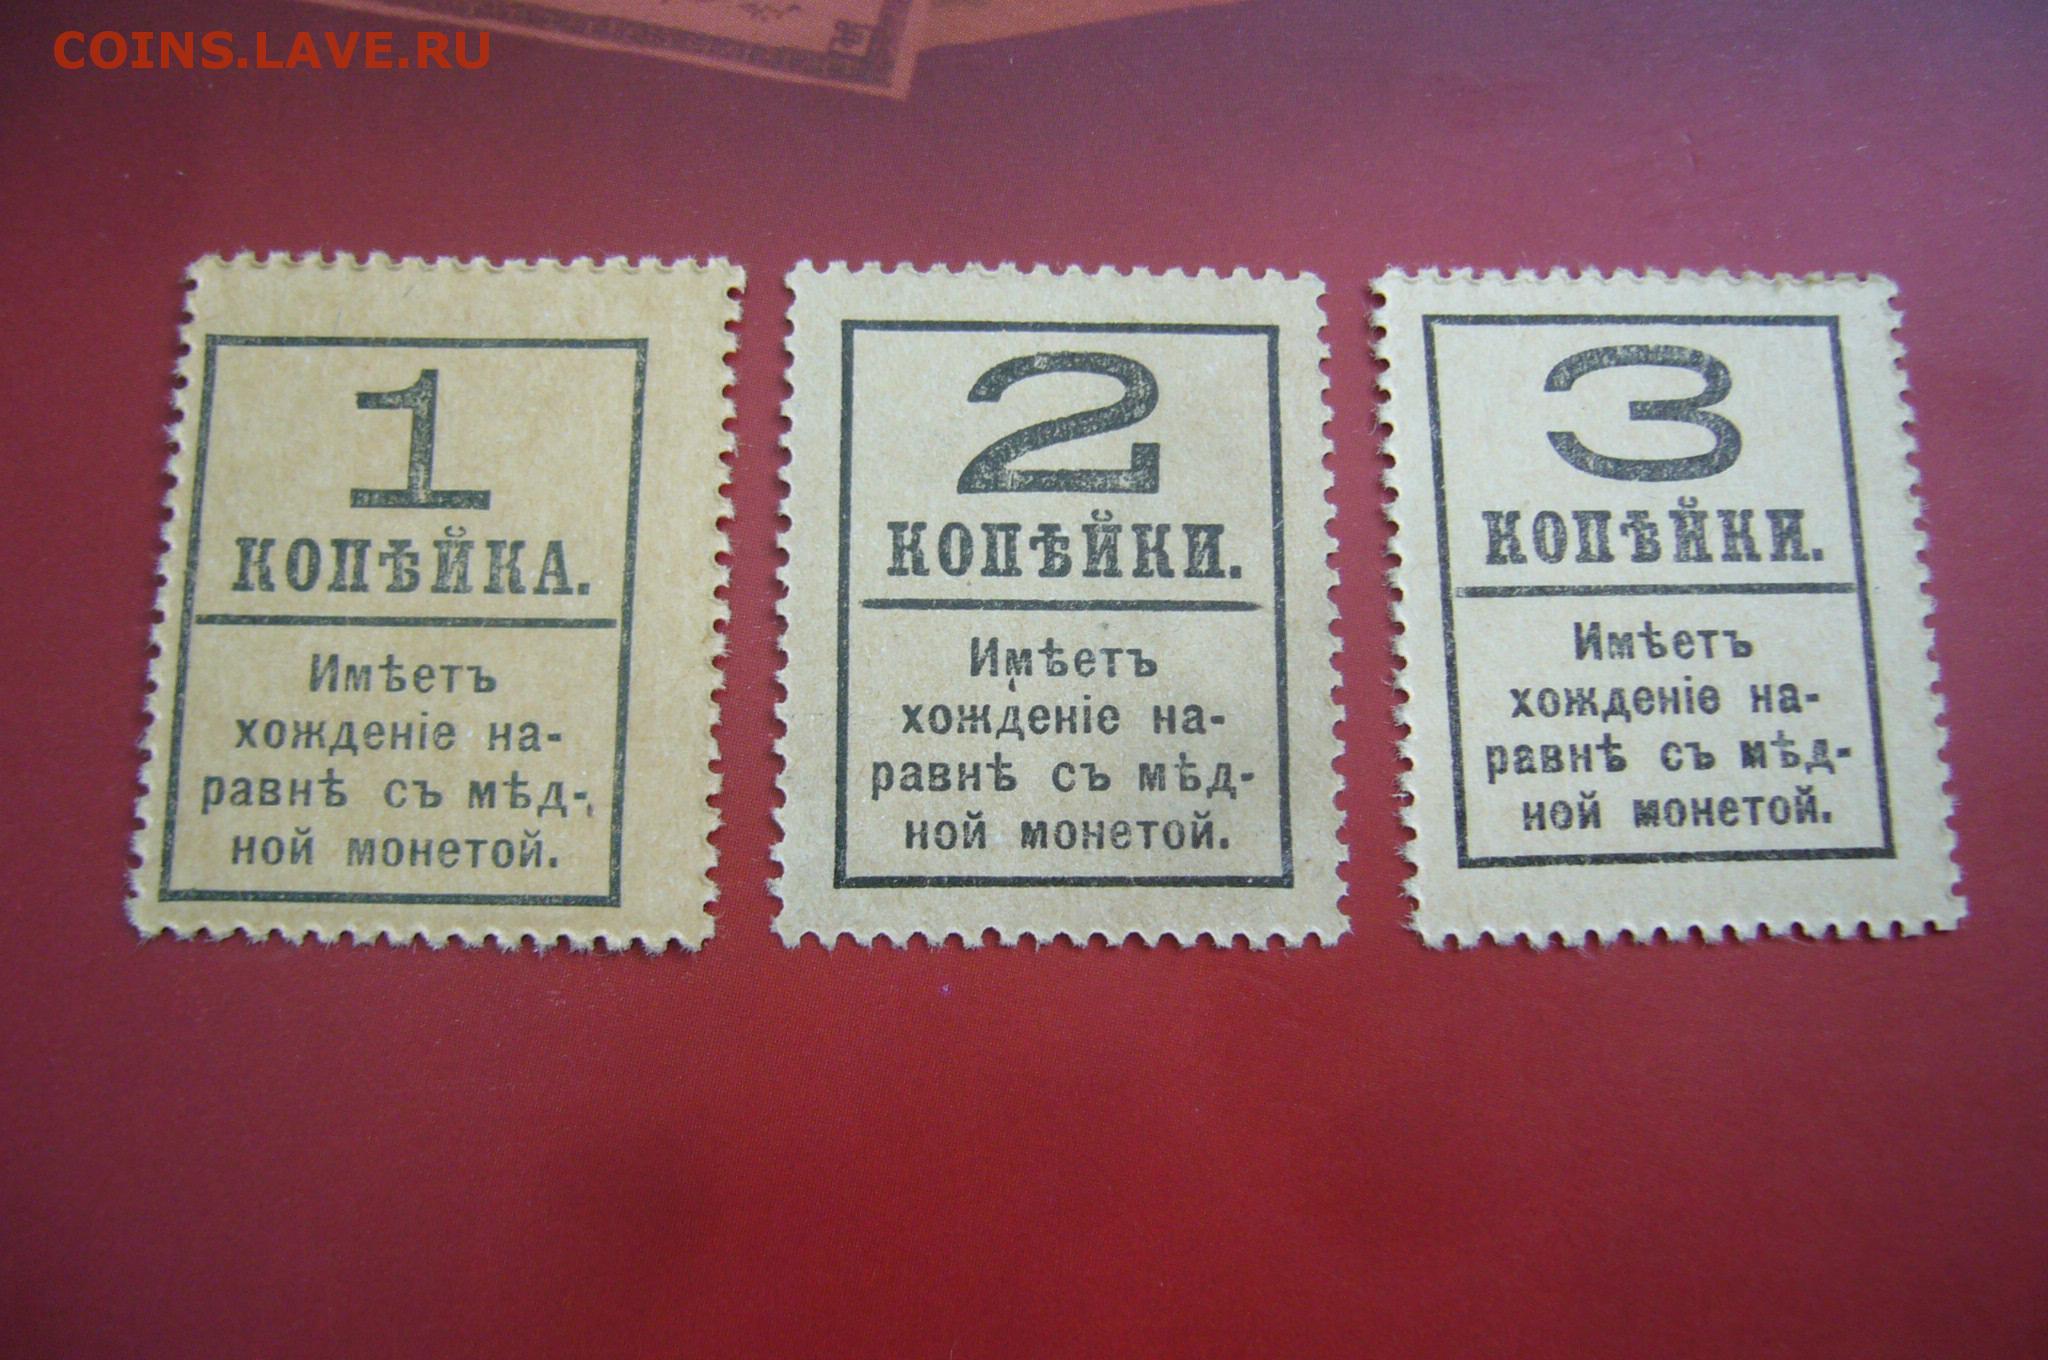 COINS.LAVE.RU
1
КОПѢЙКА.
Имѣетъ
хожденіе на-
равнѣ съ мѣд-
ной монетой.
2
КОПѢЙКИ.
Имѣетъ
хожденіе на-
равнѣ съ мѣд-
ной монетой.
3
КОПѢЙКИ.
Имѣетъ
хожденіе на-
равнѣ съ мѣд-
ной монетой.